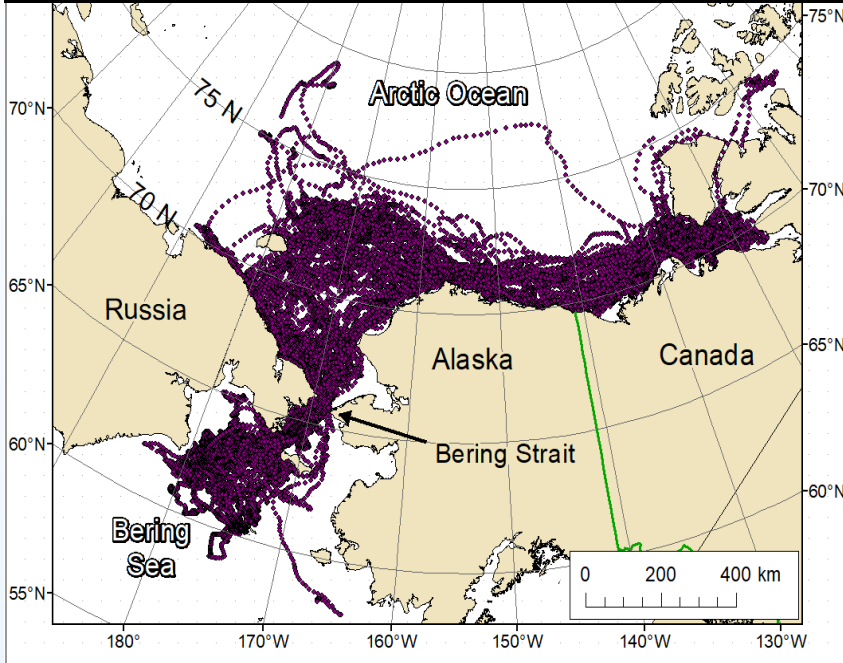 75°N
70°N
75 N
Arctic Ocean
70°N
70 N
65°N
Russia
Alaska
Canada
65°N
60°N
Bering Strait
60°N
Bering
Sea
0 200 400 km
55°N
180°
170°W
160°W
150°W
140°W
130°W